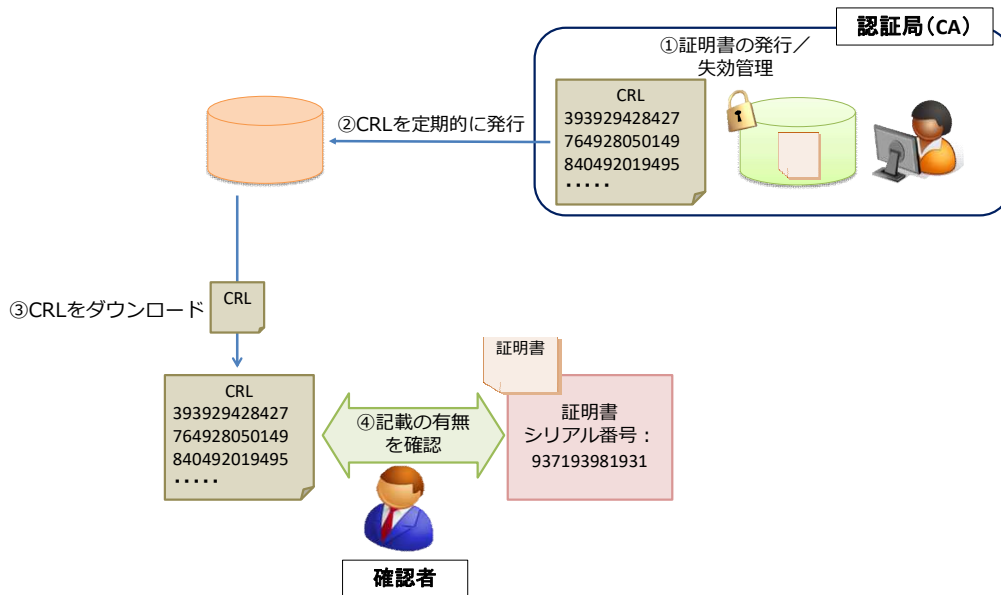 認証局(CA)
①証明書の発行／
失効管理
CRL
393929428427
764928050149
840492019495
・・・・・
②CRLを定期的に発行
③CRLをダウンロード
CRL
CRL
393929428427
764928050149
840492019495
・・・・・
④記載の有無
を確認
証明書
証明書
シリアル番号：
937193981931
確認者